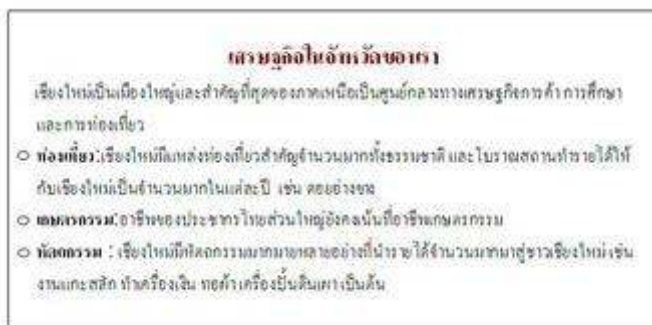 เศรษฐกิจในจังหวัดของเรา
เชียงใหม่เป็นเมืองใหญ่และสำคัญที่สุดของภาคเหนือเป็นศูนย์กลางทางเศรษฐกิจการค้า การศึกษา
และการท่องเที่ยว
ท่องเที่ยว:เชียงใหม่มีแหล่งท่องเที่ยวสำคัญจำนวนมากทั้งธรรมชาติ และโบราณสถานทำรายได้ให้
กับเชียงใหม่เป็นจำนวนมากในแต่ละปี เช่น ดอยอ่างขาง
เกษตรกรรม:อาชีพของประชากรไทยส่วนใหญ่ยังคงเน้นที่อาชีพเกษตรกรรม
หัตถกรรม : เชียงใหม่มีหัตถกรรมมากมายหลายอย่างที่นำรายได้จำนวนมากมาสู่ชาวเชียงใหม่ เช่น
งานแกะสลัก ทำเครื่องเงิน ทอผ้า เครื่องปั้นดินเผา เป็นต้น